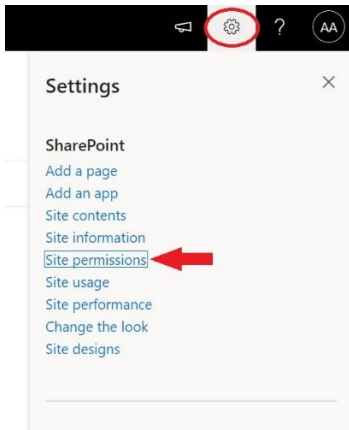 ? AA
Settings
SharePoint
Add a page
Add an app
Site contents
Site information
Site permissions
Site usage
Site performance
Change the look
Site designs